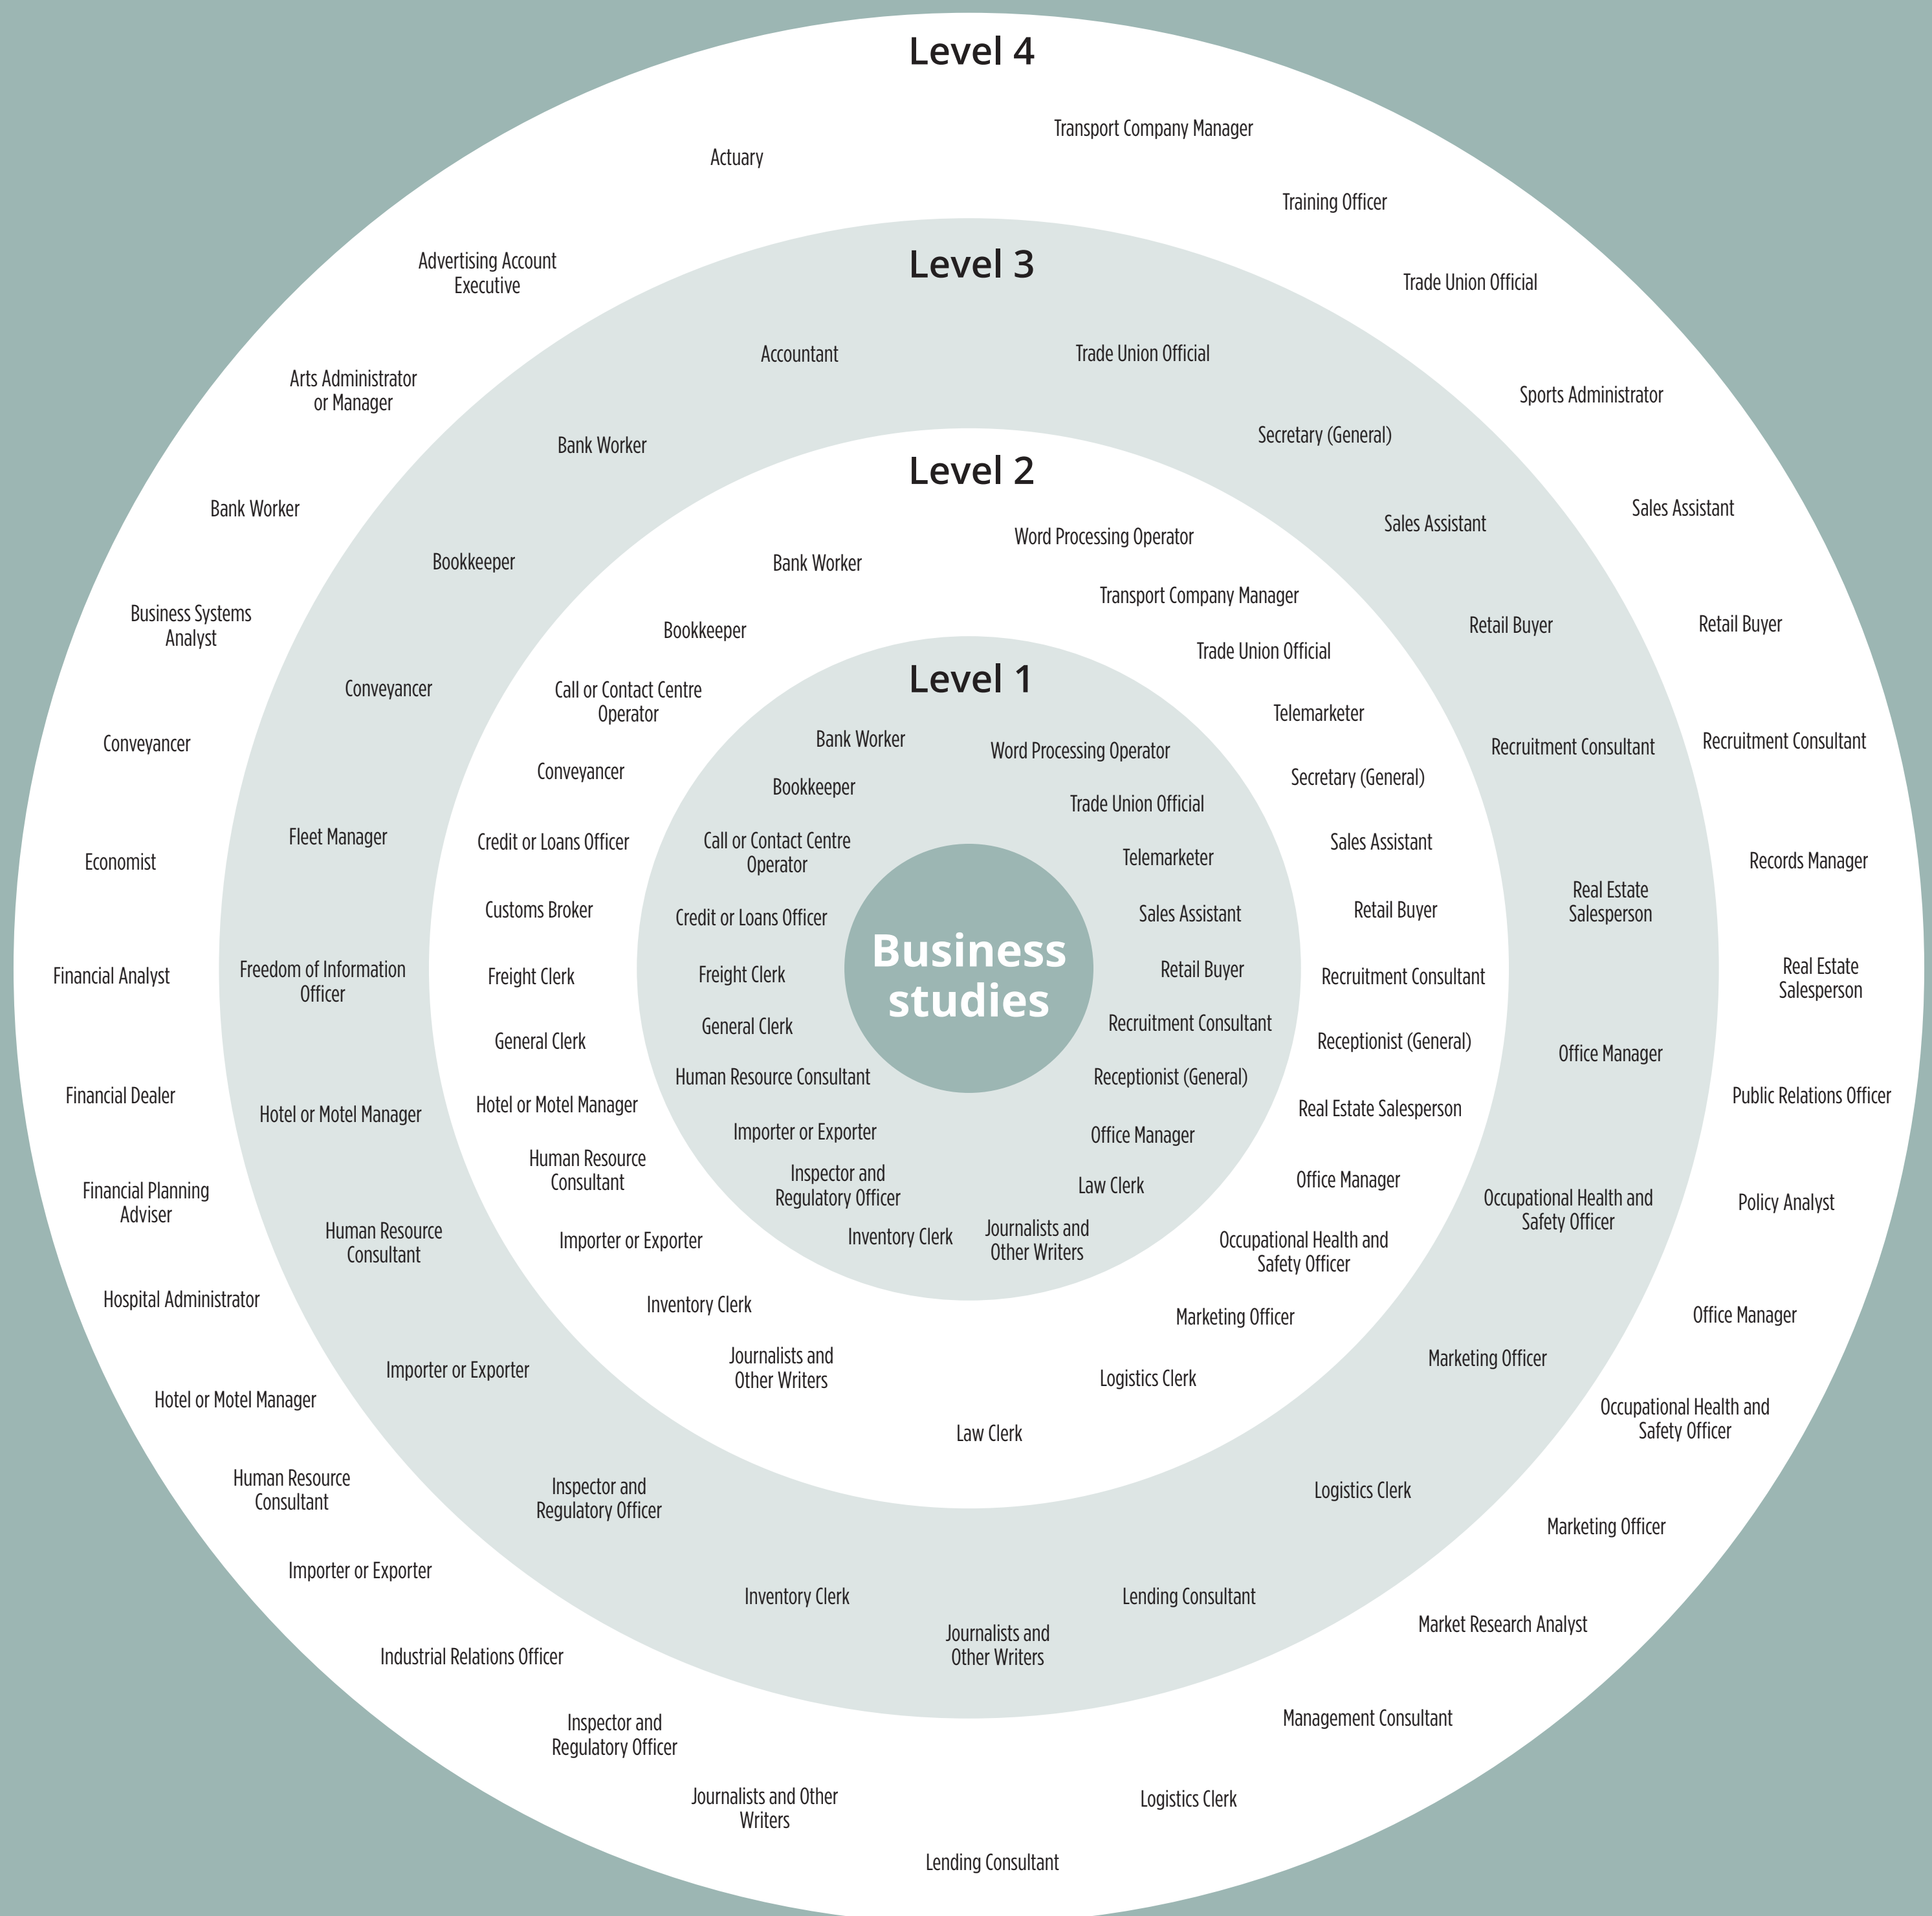 Level 4
Transport Company Manager
Actuary
Training Officer
Advertising Account
Executive
Trade Union Official
Arts Administrator
or Manager
Sports Administrator
Bank Worker
Sales Assistant
Business Systems
Analyst
Retail Buyer
Conveyancer
Recruitment Consultant
Economist
Records Manager
Financial Analyst
Real Estate
Salesperson
Financial Dealer
Public Relations Officer
Financial Planning
Adviser
Policy Analyst
Hospital Administrator
Office Manager
Hotel or Motel Manager
Occupational Health and
Safety Officer
Human Resource
Consultant
Marketing Officer
Importer or Exporter
Market Research Analyst
Industrial Relations Officer
Management Consultant
Inspector and
Regulatory Officer
Journalists and Other
Writers
Logistics Clerk
Lending Consultant
Level 3
Accountant
Trade Union Official
Bank Worker
Secretary (General)
Sales Assistant
Bookkeeper
Retail Buyer
Conveyancer
Recruitment Consultant
Fleet Manager
Real Estate
Salesperson
Freedom of Information
Officer
Office Manager
Hotel or Motel Manager
Occupational Health and
Safety Officer
Human Resource
Consultant
Marketing Officer
Importer or Exporter
Logistics Clerk
Inspector and
Regulatory Officer
Inventory Clerk
Lending Consultant
Journalists and
Other Writers
Level 2
Word Processing Operator
Bank Worker
Transport Company Manager
Bookkeeper
Trade Union Official
Call or Contact Centre
Operator
Telemarketer
Conveyancer
Secretary (General)
Credit or Loans Officer
Sales Assistant
Customs Broker
Retail Buyer
Freight Clerk
Recruitment Consultant
General Clerk
Receptionist (General)
Hotel or Motel Manager
Real Estate Salesperson
Human Resource
Consultant
Office Manager
Importer or Exporter
Occupational Health and
Safety Officer
Inventory Clerk
Marketing Officer
Journalists and
Other Writers
Logistics Clerk
Law Clerk
Level 1
Bank Worker
Word Processing Operator
Bookkeeper
Trade Union Official
Call or Contact Centre
Operator
Telemarketer
Credit or Loans Officer
Sales Assistant
Freight Clerk
Retail Buyer
General Clerk
Recruitment Consultant
Human Resource Consultant
Receptionist (General)
Importer or Exporter
Office Manager
Inspector and
Regulatory Officer
Law Clerk
Inventory Clerk
Journalists and
Other Writers
Business
studies